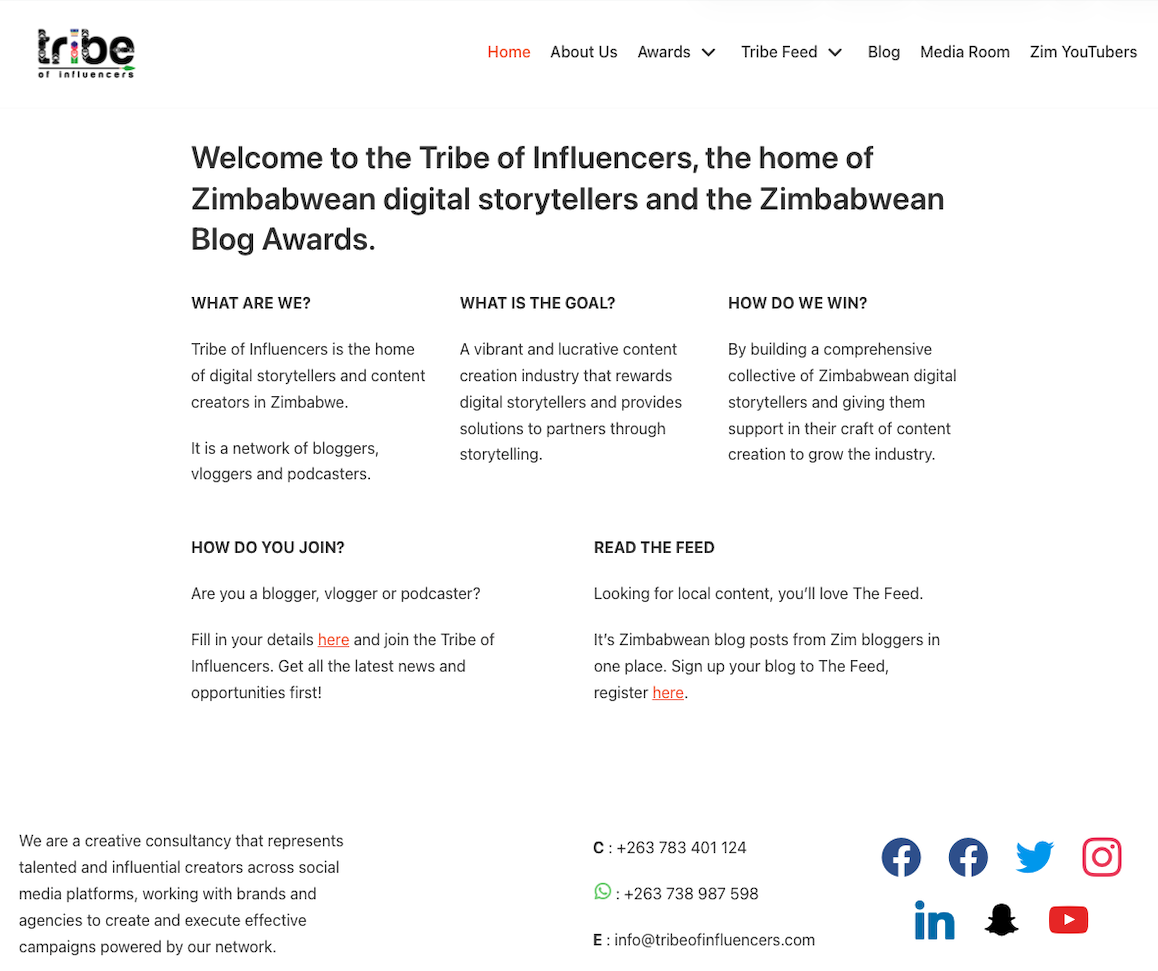 tribe
of influencers
Home About Us Awards Tribe Feed Blog Media Room Zim YouTubers
Welcome to the Tribe of Influencers, the home of
Zimbabwean digital storytellers and the Zimbabwean
Blog Awards.
WHAT ARE WE?
Tribe of Influencers is the home
of digital storytellers and content
creators in Zimbabwe.
It is a network of bloggers,
vloggers and podcasters.
WHAT IS THE GOAL?
A vibrant and lucrative content
creation industry that rewards
digital storytellers and provides
solutions to partners through
storytelling.
HOW DO WE WIN?
By building a comprehensive
collective of Zimbabwean digital
storytellers and giving them
support in their craft of content
creation to grow the industry.
HOW DO YOU JOIN?
Are you a blogger, vlogger or podcaster?
Fill in your details here and join the Tribe of
Influencers. Get all the latest news and
opportunities first!
READ THE FEED
Looking for local content, you’ll love The Feed.
It’s Zimbabwean blog posts from Zim bloggers in
one place. Sign up your blog to The Feed,
register here.
We are a creative consultancy that represents
talented and influential creators across social
media platforms, working with brands and
agencies to create and execute effective
campaigns powered by our network.
C : +263 783 401 124
: +263 738 987 598
E : info@tribeofinfluencers.com
in